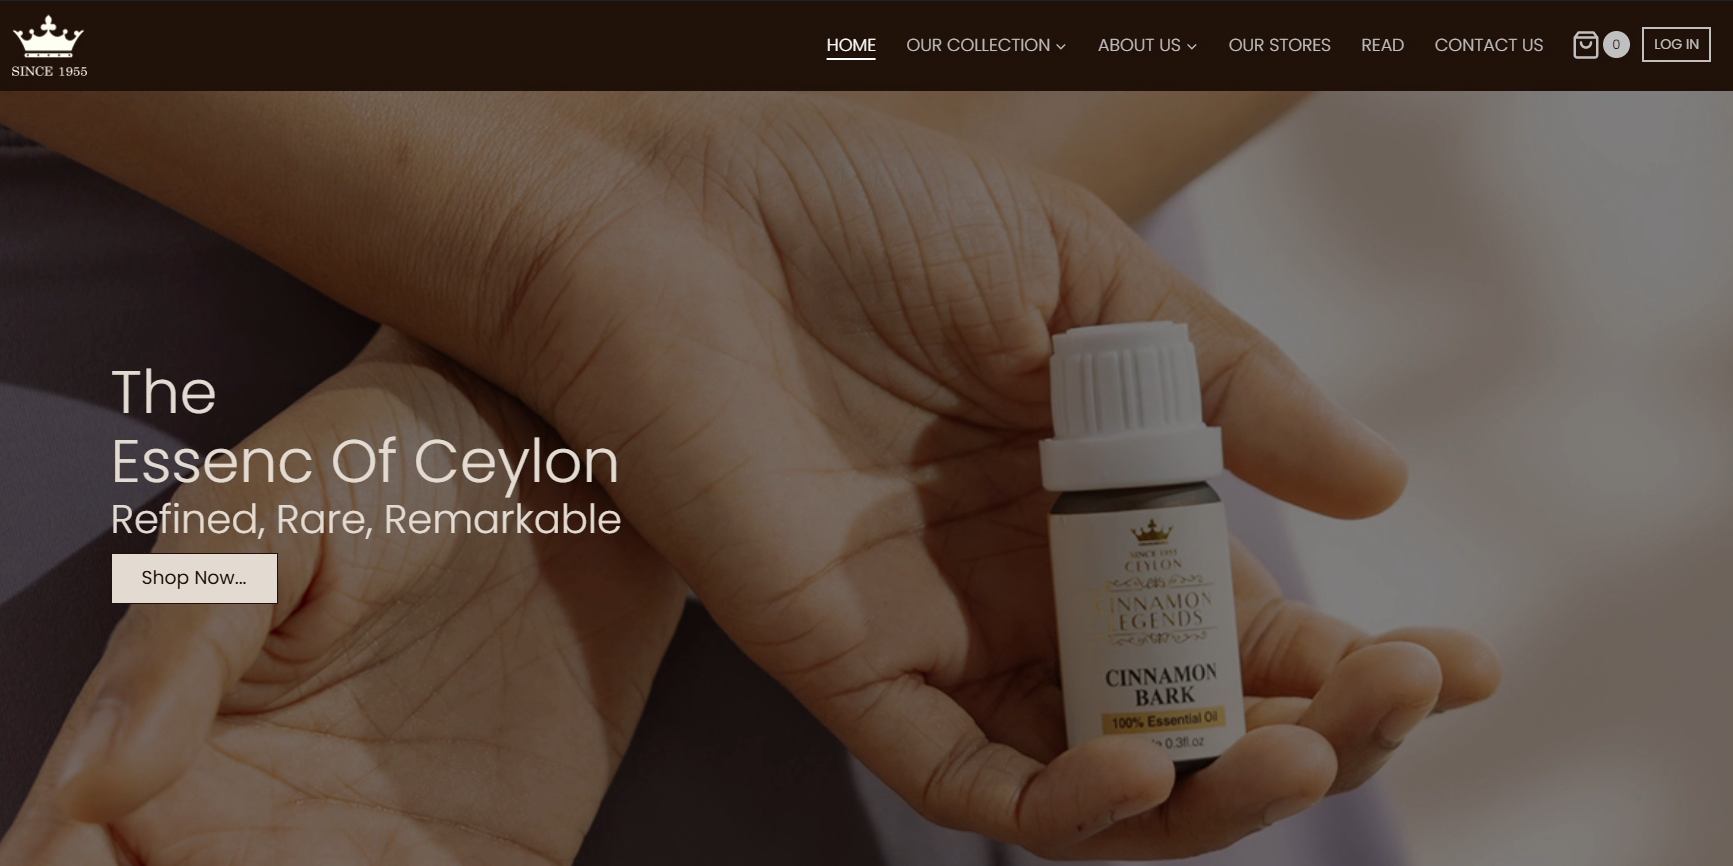 SINCE 1955
HOME OUR COLLECTION ABOUT US OUR STORES READ CONTACT US 0 LOG IN
The
Essenc Of Ceylon
Refined, Rare, Remarkable
Shop Now...
SINCE 1955
CEYLON
CINNAMON
LEGENDS
CINNAMON
BARK
100% Essential Oil
0.3fl.oz